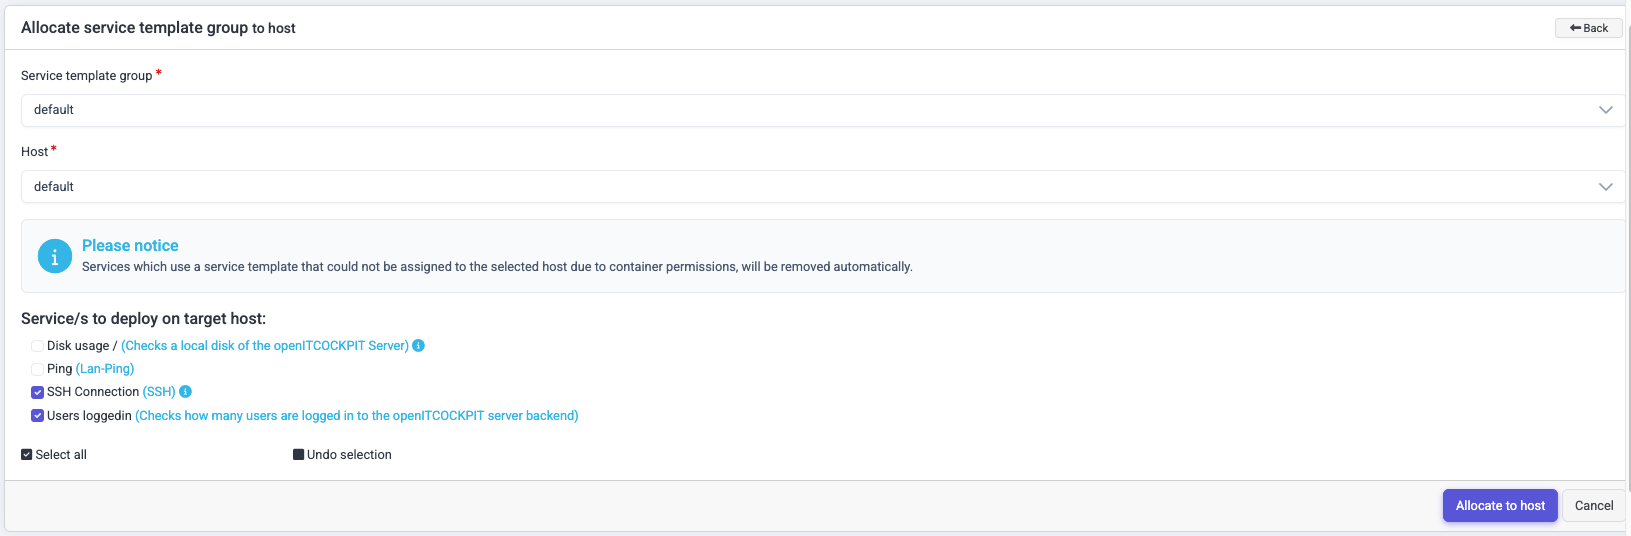 Allocate service template group to host
Back
Service template group *
default
Host *
default
Please notice
Services which use a service template that could not be assigned to the selected host due to container permissions, will be removed automatically.
Service/s to deploy on target host:
Disk usage / (Checks a local disk of the openITCOCKPIT Server)
Ping (Lan-Ping)
SSH Connection (SSH)
Users loggedin (Checks how many users are logged in to the openITCOCKPIT server backend)
Select all Undo selection
Allocate to host Cancel